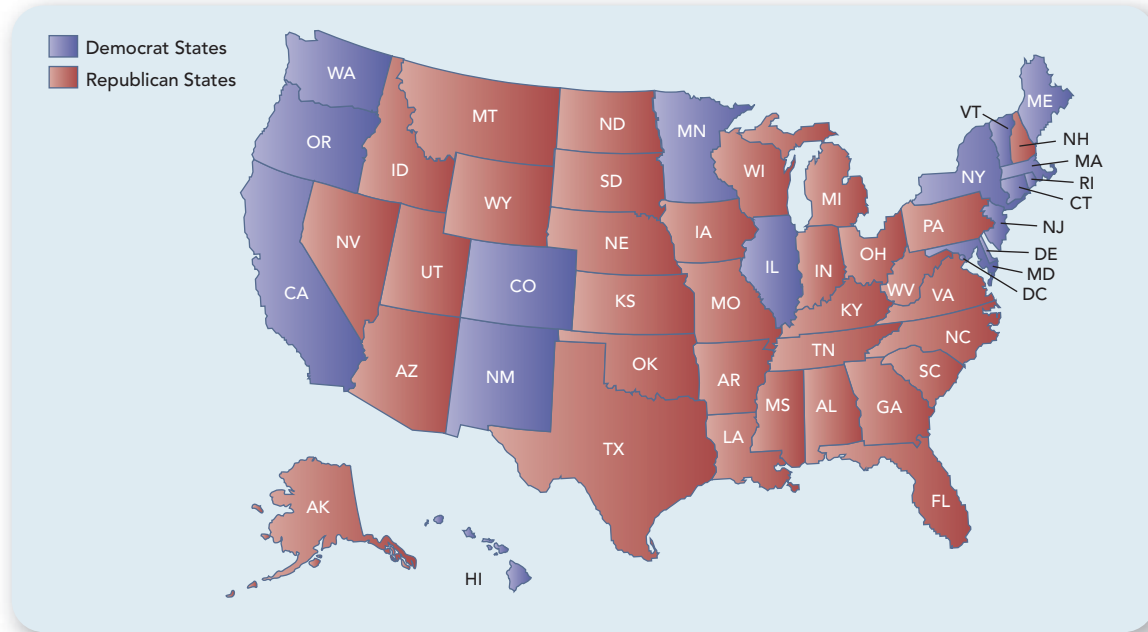 Democrat States
Republican States
WA
OR
CA
ID
NV
MT
WY
UT
AZ
CO
NM
ND
SD
NE
KS
OK
TX
MN
IA
MO
AR
LA
WI
IL
MI
IN
OH
KY
TN
MS
AL
GA
FL
SC
NC
VA
WV
PA
NY
VT
ME
NH
MA
RI
CT
NJ
DE
MD
DC
AK
HI